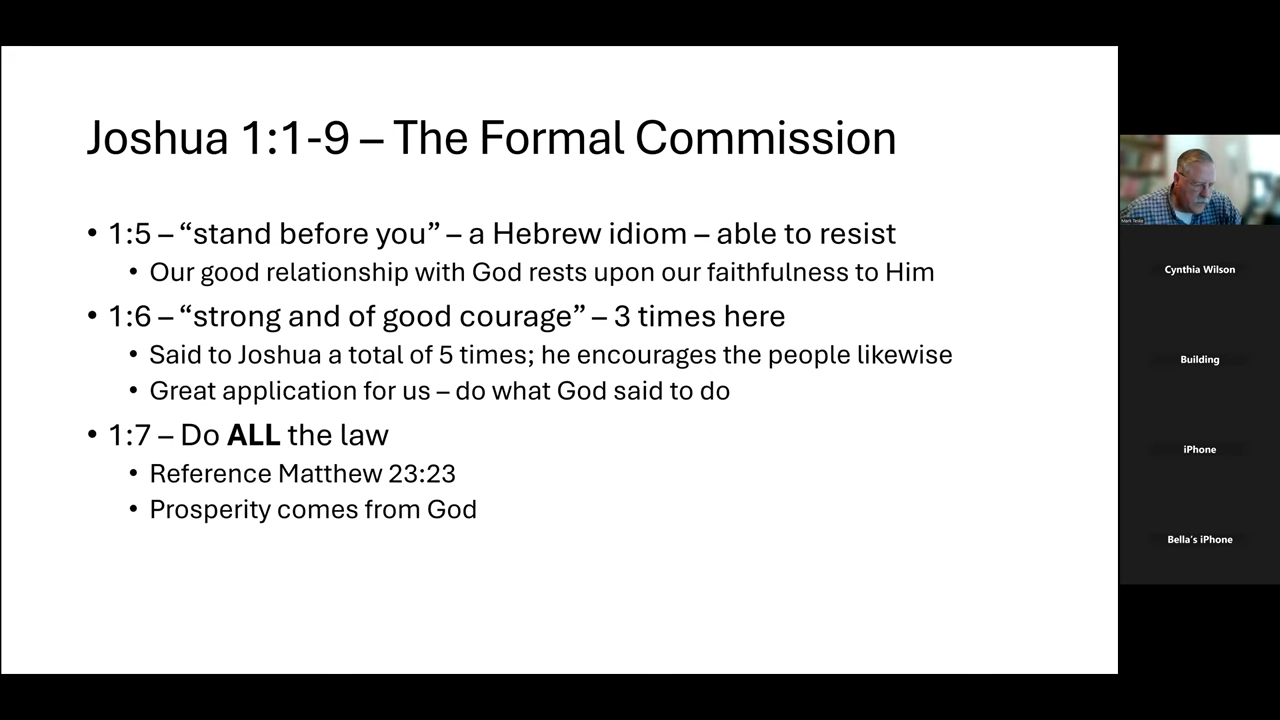 Joshua 1:1-9 – The Formal Commission
• 1:5 – “stand before you” – a Hebrew idiom – able to resist
• Our good relationship with God rests upon our faithfulness to Him
• 1:6 – “strong and of good courage” – 3 times here
• Said to Joshua a total of 5 times; he encourages the people likewise
• Great application for us – do what God said to do
• 1:7 – Do ALL the law
• Reference Matthew 23:23
• Prosperity comes from God
Cynthia Wilson
Building
iPhone
Bella’s iPhone